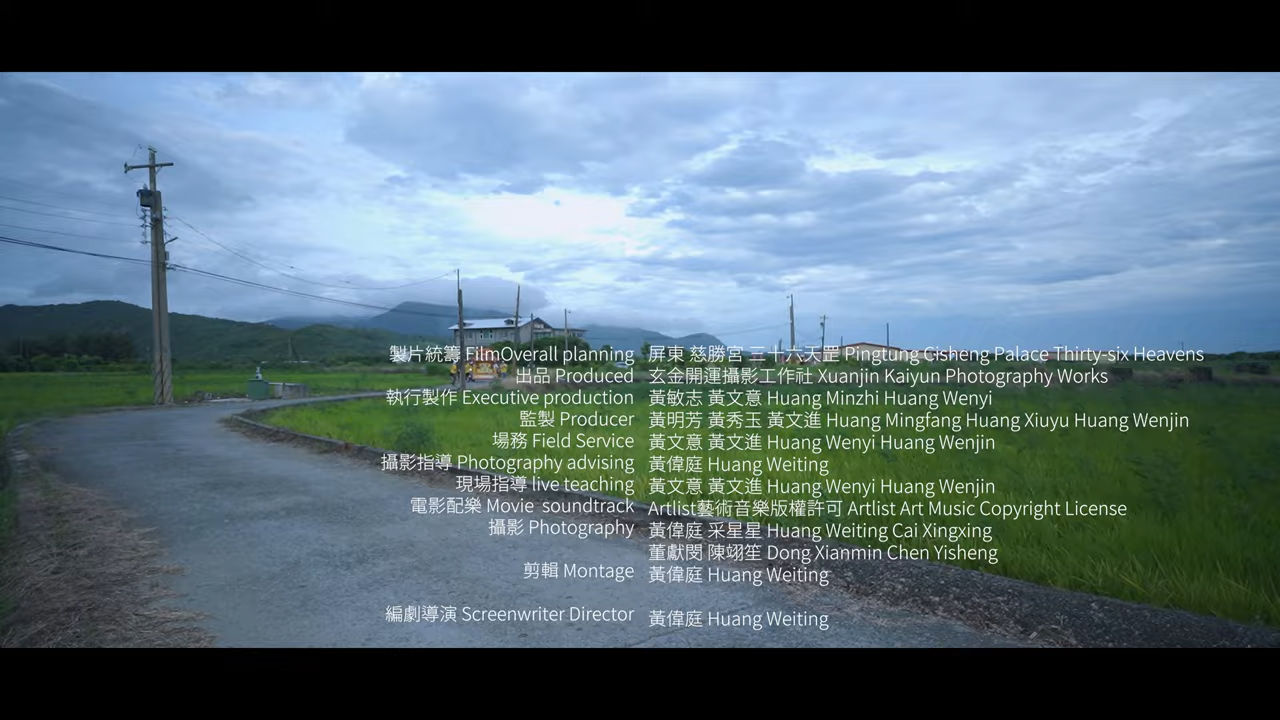 製片統籌 FilmOverall planning 屏東 慈勝宮 三十六天罡 Pingtung Cisheng Palace Thirty-six Heavens
出品 Produced 玄金開運攝影工作社 Xuanjin Kaiyun Photography Works
執行製作 Executive production 黃敏志 黃文意 Huang Minzhi Huang Wenyi
監製 Producer 黃明芳 黃秀玉 黃文進 Huang Mingfang Huang Xiuyu Huang Wenjin
場務 Field Service 黃文意 黃文進 Huang Wenyi Huang Wenjin
攝影指導 Photography advising 黃偉庭 Huang Weiting
現場指導 live teaching 黃文意 黃文進 Huang Wenyi Huang Wenjin
電影配樂 Movie soundtrack Artlist藝術音樂版權許可 Artlist Art Music Copyright License
攝影 Photography 黃偉庭 采星星 Huang Weiting Cai Xingxing
董獻閔 陳翊笙 Dong Xianmin Chen Yisheng
剪輯 Montage 黃偉庭 Huang Weiting
編劇導演 Screenwriter Director 黃偉庭 Huang Weiting